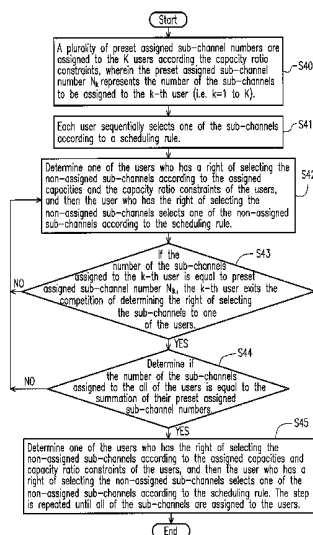 Start
A plurality of preset assigned sub-channel numbers are
assigned to the K users according the capacity ratio
constraints, wherein the preset assigned sub-channel
number Nk represents the number of the sub-channels
to be assigned to the k-th user (i.e. k=1 to K).
S40
Each user sequentially selects one of the sub-channels
according to a scheduling rule.
S41
Determine one of the users who has a right of selecting the
non-assigned sub-channels according to the assigned
capacities and the capacity ratio constraints of the users,
and then the user who has the right of selecting the
non-assigned sub-channels selects one of the non-assigned
sub-channels according to the scheduling rule.
S42
If the
number of the sub-channels
assigned to the k-th user is equal to preset
assigned sub-channel number Nk, the k-th user exits the
competition of determining the right of selecting
the sub-channels to one
of the users.
S43
NO
YES
Determine if
the number of the sub-channels
assigned to the all of the users is equal to the
summation of their preset assigned
sub-channel numbers.
S44
NO
YES
S45
Determine one of the users who has the right of selecting the
non-assigned sub-channels according to the assigned capacities and
capacity ratio constraints of the users, and then the user who has a
right of selecting the non-assigned sub-channels selects one of the
non-assigned sub-channels according to the scheduling rule. The step
is repeated until all of the sub-channels are assigned to the users.
End